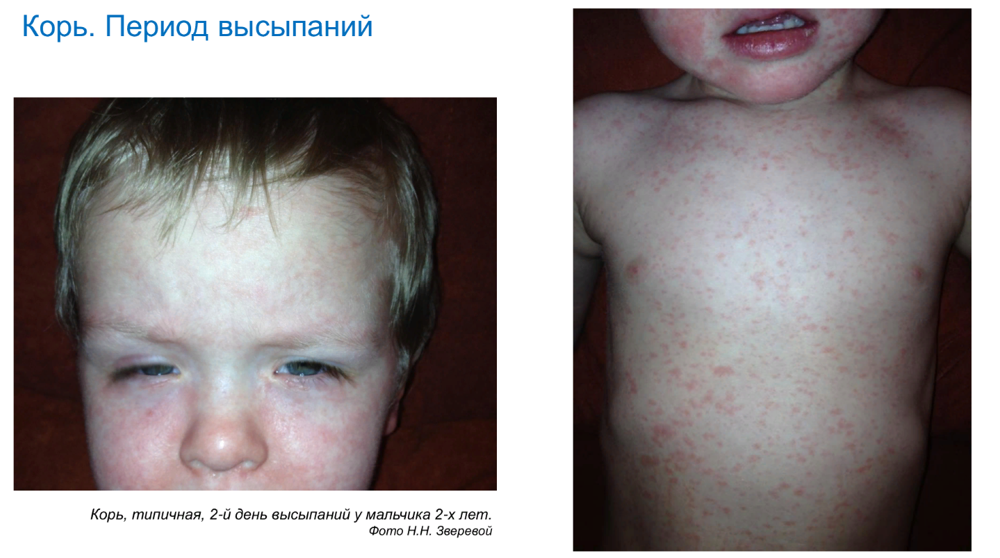 Корь. Период высыпаний
Корь, типичная, 2-й день высыпаний у мальчика 2-х лет.
Фото Н.Н. Зверевой